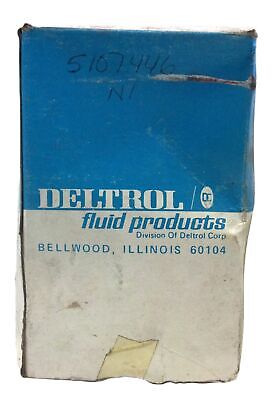 5107446
N1
DELTROL
fluid products
Division Of Deltrol Corp
BELLWOOD, ILLINOIS 60104